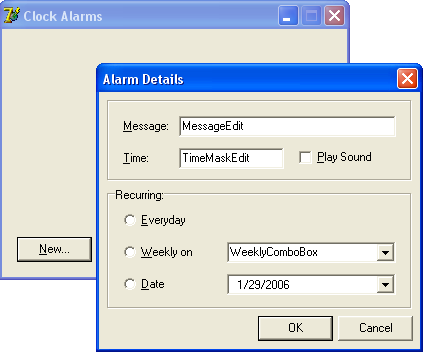 Clock Alarms
Alarm Details
Message: MessageEdit
Time: TimeMaskEdit Play Sound
Recurring:
Everyday
Weekly on WeeklyComboBox
Date 1/29/2006
New...
OK Cancel